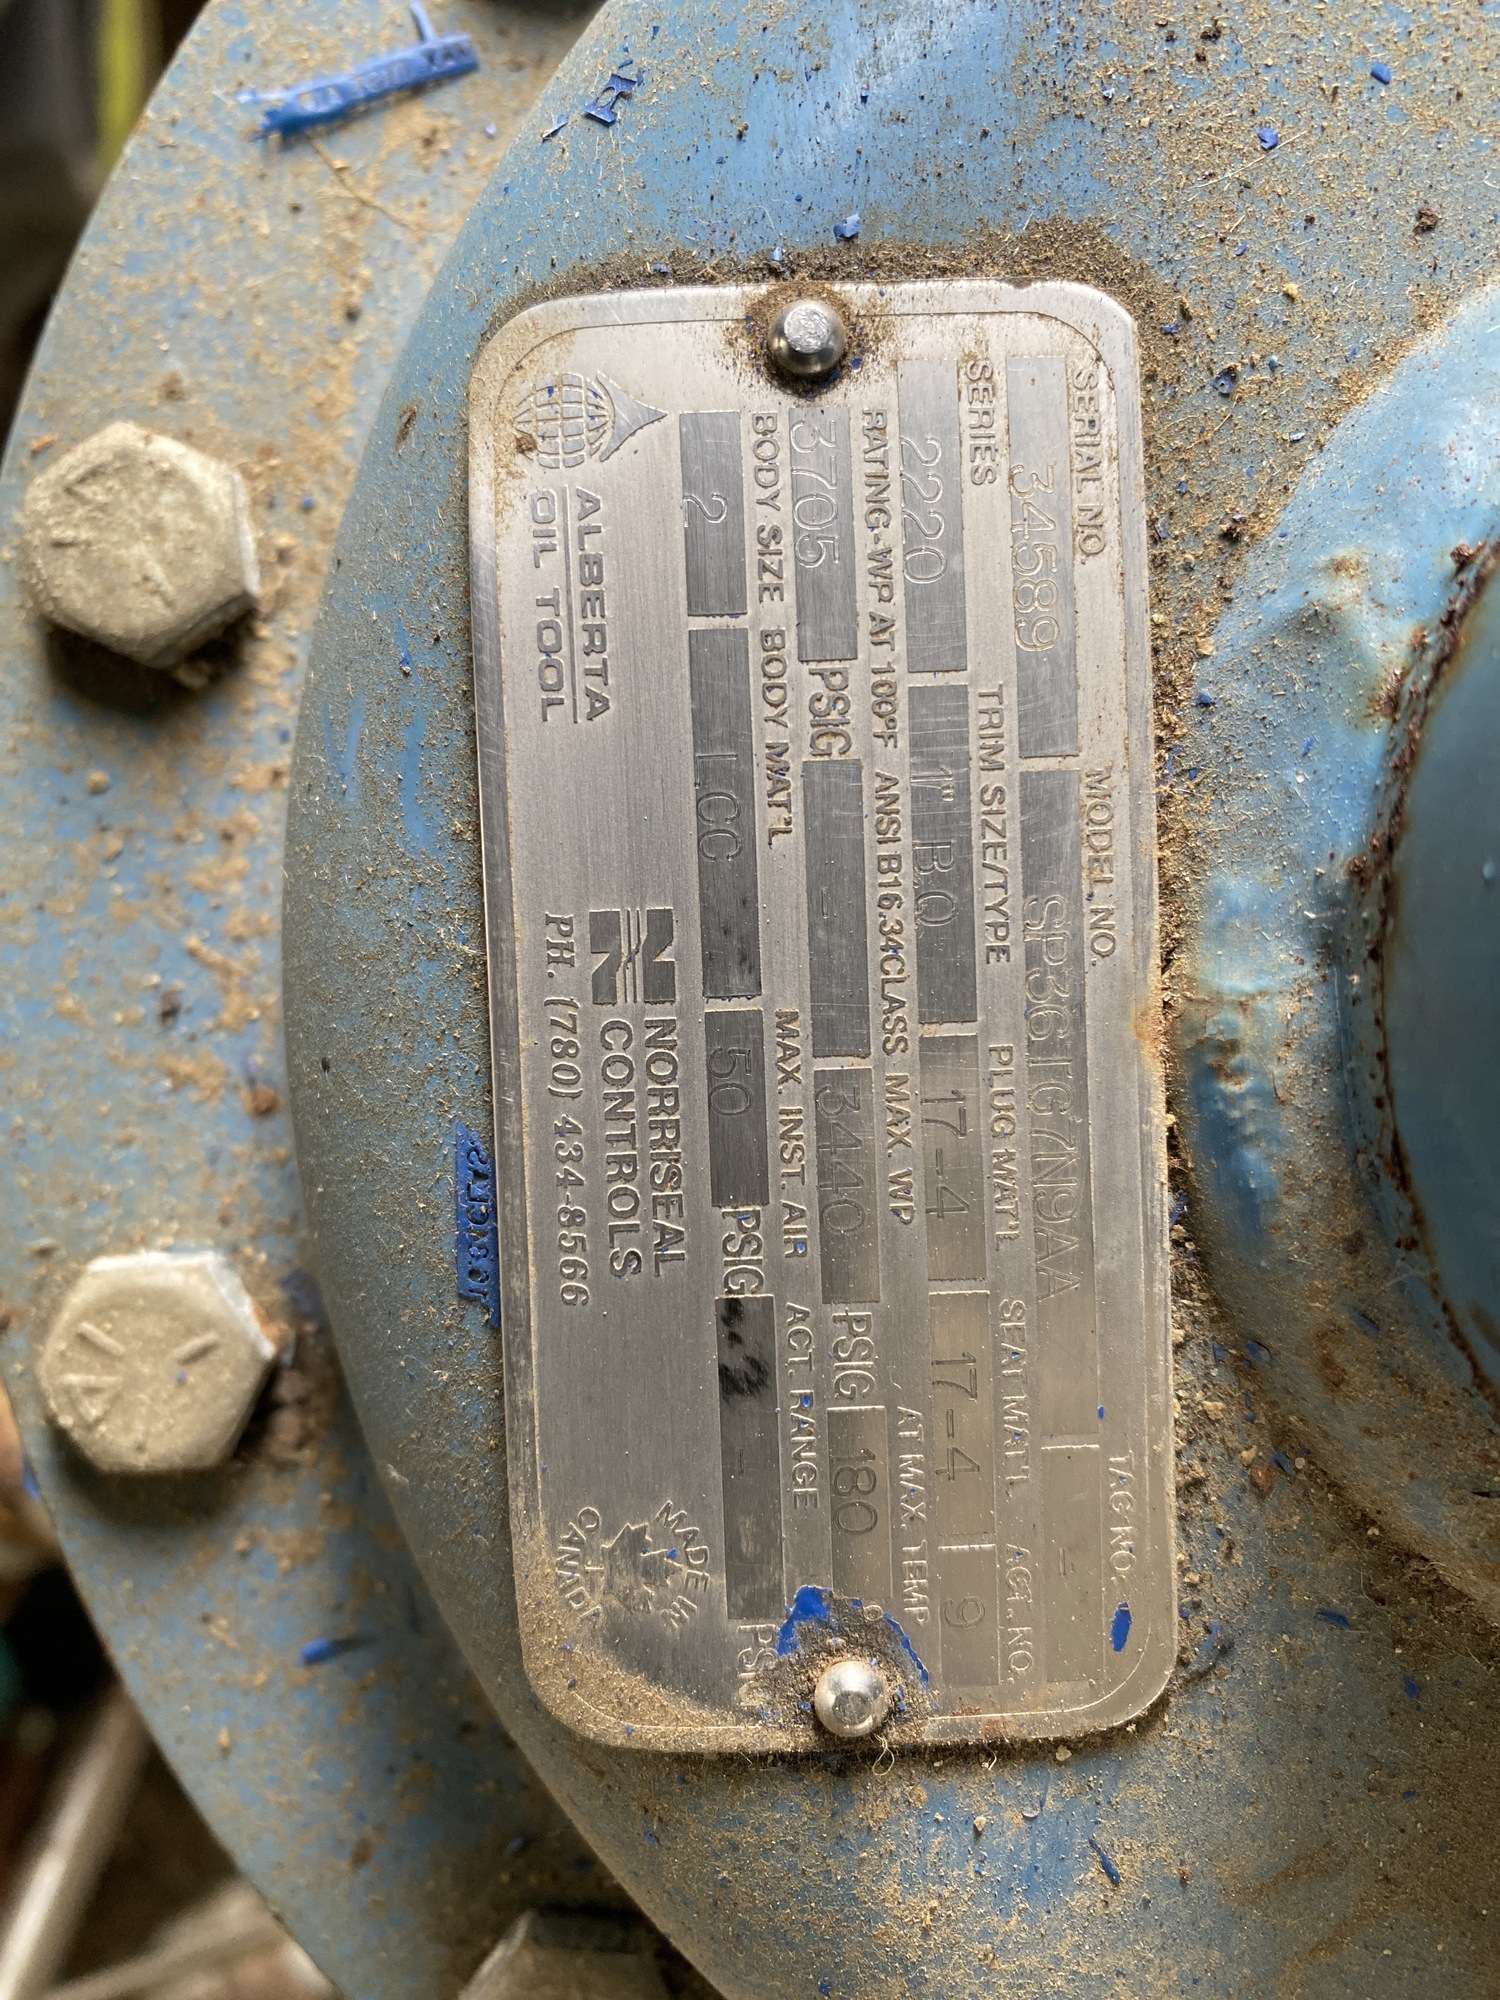 SERIAL NO. MODEL NO. TAG NO.
34589 SP36IG7N9AA -
SERIES TRIM SIZE/TYPE PLUG MAT'L SEAT MAT'L ACT. NO.
2220 1" B.Q 17-4 17-4 9
RATING-WP AT 100°F ANSI B16.34CLASS MAX. WP AT MAX. TEMP
3705 PSIG - 3440 PSIG 180
BODY SIZE BODY MAT'L MAX. INST. AIR ACT. RANGE
2 LCC 50 PSIG - PSIG
ALBERTA
OIL TOOL
NORRISEAL
CONTROLS
PH. (780) 434-8566
MADE IN
CANADA